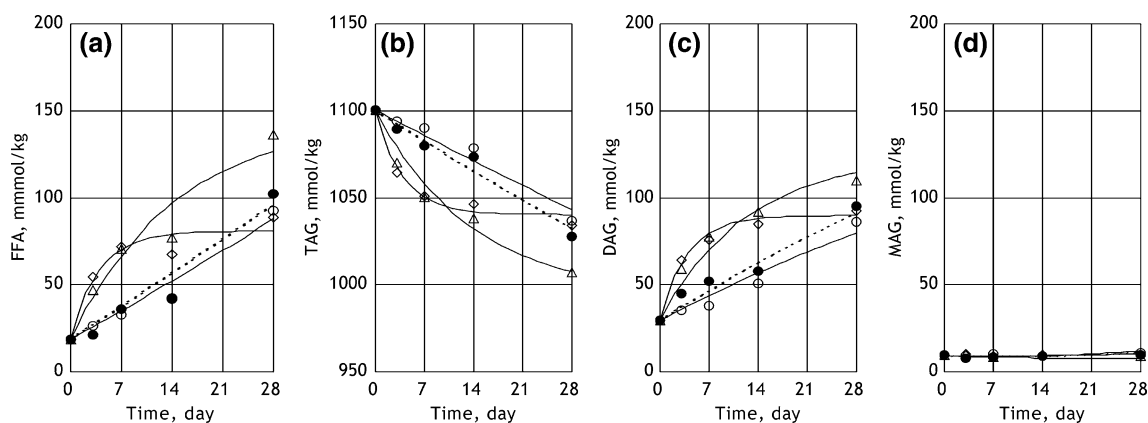 (a)
FFA, mmmol/kg
200
150
100
50
0
0 7 14 21 28
Time, day
(b)
TAG, mmol/kg
1150
1100
1050
1000
950
0 7 14 21 28
Time, day
(c)
DAG, mmol/kg
200
150
100
50
0
0 7 14 21 28
Time, day
(d)
MAG, mmol/kg
200
150
100
50
0
0 7 14 21 28
Time, day